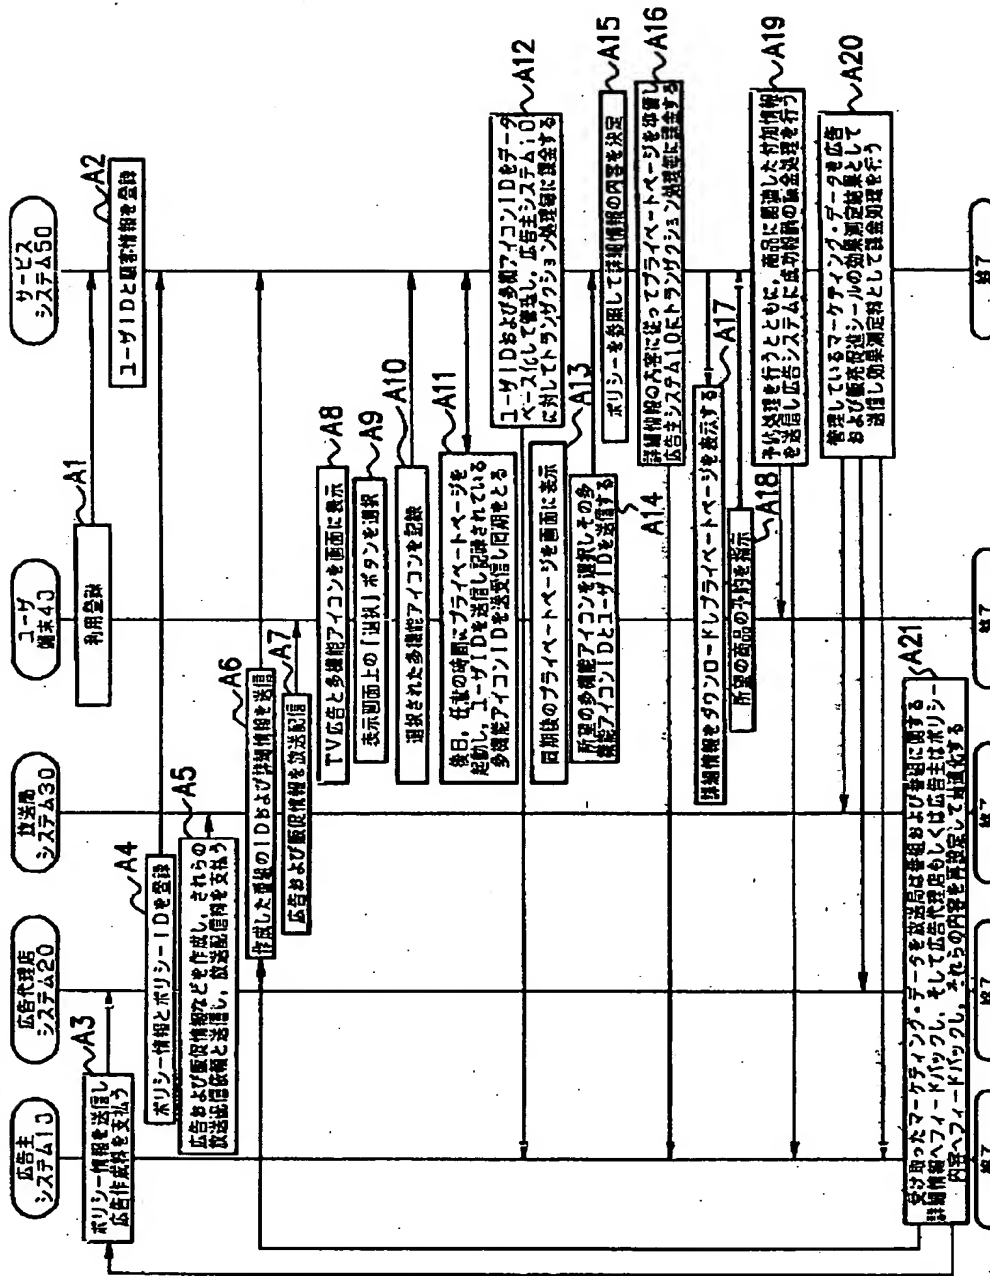 広告主
システム10
広告代理店
システム20
放送局
システム30
ユーザ
端末40
サービス
システム50
A1
利用登録
A2
ユーザIDと顧客情報を登録
A3
ポリシー情報を送信し
広告作成料を支払う
A4
ポリシー情報とポリシーIDを登録
A5
広告および販促情報などを作成し、それらの
放送配信依頼と送信し、放送配信料を支払う
A6
作成した番組のIDおよび詳細情報を送信
A7
広告および販促情報を放送配信
A8
TV広告と多機能アイコンを画面に表示
A9
表示画面上の「選択」ボタンを選択
A10
選択された多機能アイコンを記録
A11
後日、任意の時間にプライベートページを
起動し、ユーザIDを送信し記録されている
多機能アイコンIDを送受信し同期をとる
A12
ユーザIDおよび多機能アイコンIDをデータ
ベース化して管理し、広告主システム10
に対してトランザクション処理毎に課金する
A13
同期後のプライベートページを画面に表示
A14
所望の多機能アイコンを選択しその多
機能アイコンIDとユーザIDを送信する
A15
ポリシーを参照して詳細情報の内容を決定
A16
詳細情報の内容に従ってプライベートページを準備し
広告主システム10にトランザクション処理毎に課金する
A17
詳細情報をダウンロードしプライベートページを表示する
A18
所望の商品の予約を指示
A19
予約処理を行うとともに、商品に関連した付加情報
を送信し広告システムに成功報酬の課金処理を行う
A20
管理しているマーケティング・データを広告
および販売促進シールの効果測定結果として
送信し効果測定料として課金処理を行う
A21
受け取ったマーケティング・データを放送局は番組および番組に関する
詳細情報へフィードバックし、そして広告代理店もしくは広告主はポリシー
内容へフィードバックし、それらの内容を再設定して最適化する
終了
終了
終了
終了
終了